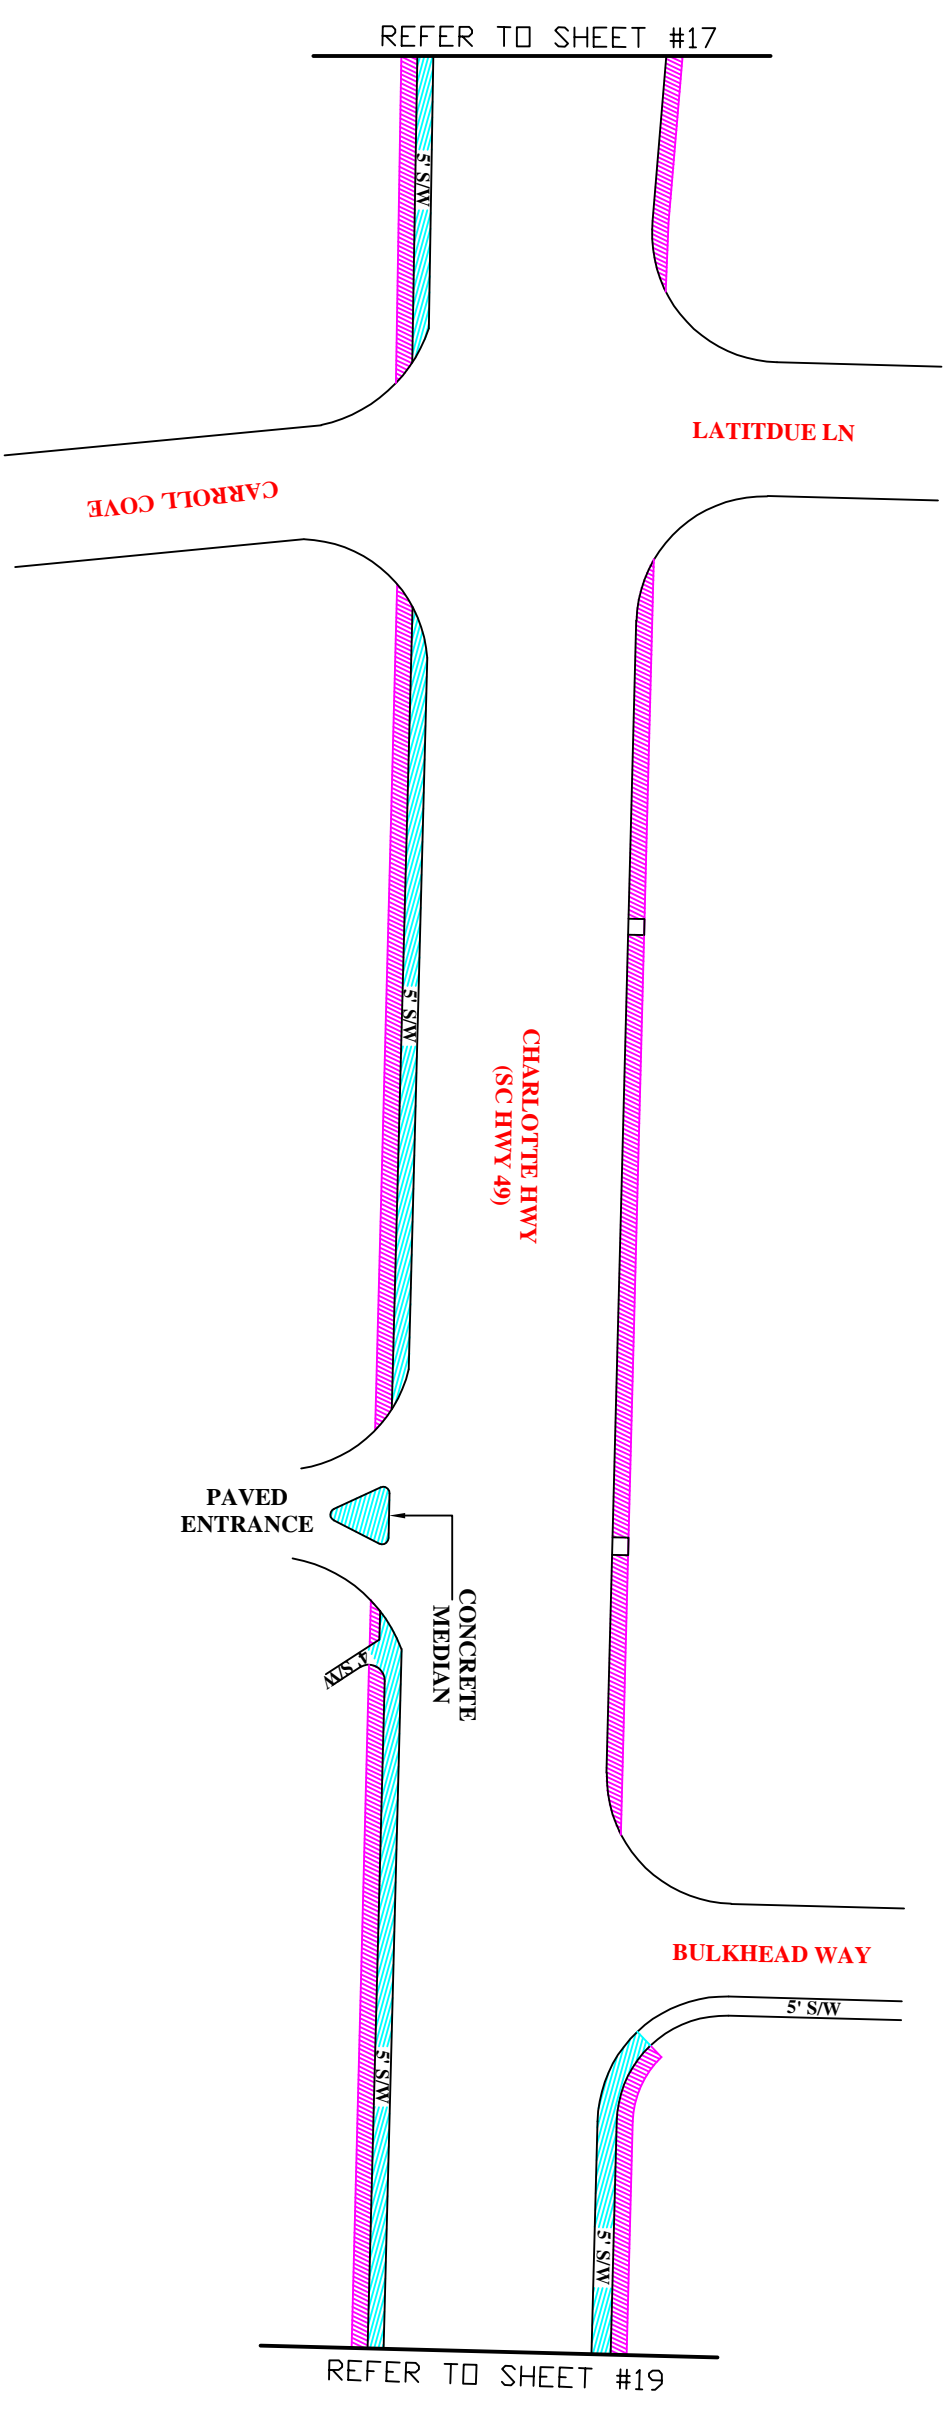 REFER TO SHEET #17
5' S/W
LATITDUE LN
CARROLL COVE
5' S/W
CHARLOTTE HWY
(SC HWY 49)
PAVED
ENTRANCE
CONCRETE
MEDIAN
4' S/W
BULKHEAD WAY
5' S/W
5' S/W
5' S/W
REFER TO SHEET #19